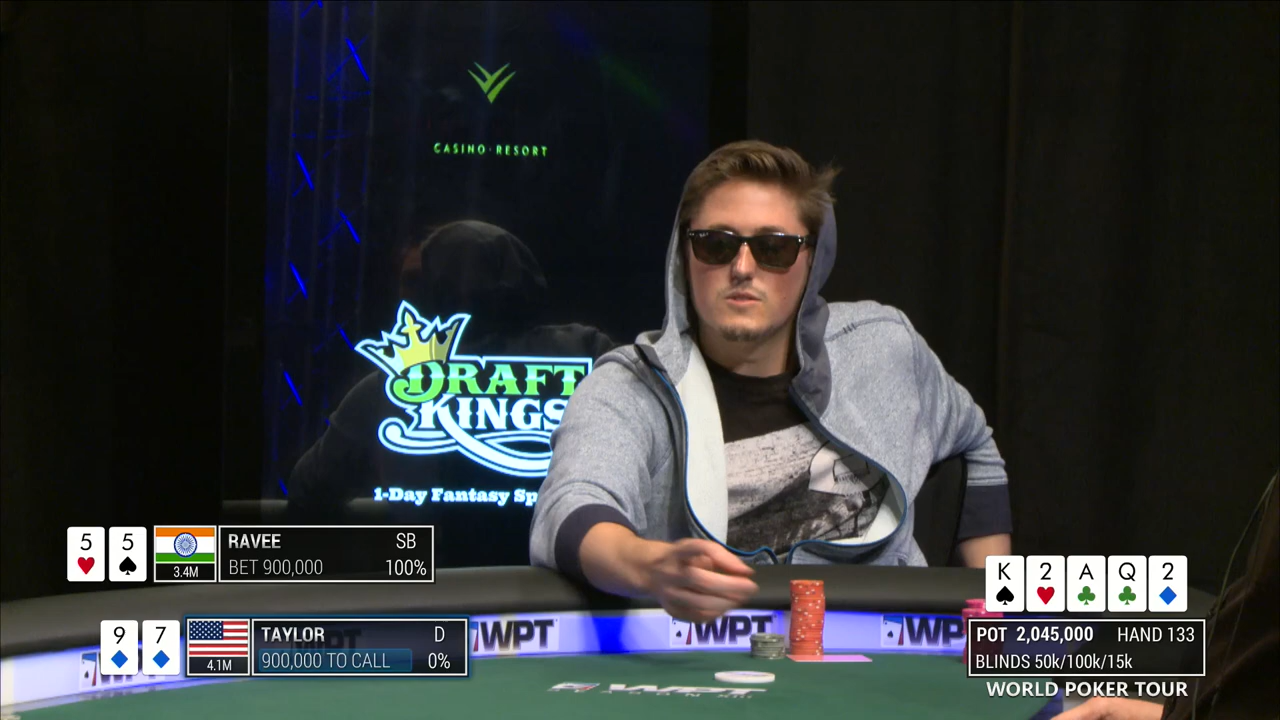 CASINO·RESORT
DRAFT
KINGS
1-Day Fantasy Sp
5 5
3.4M
RAVEE SB
BET 900,000 100%
9 7
4.1M
TAYLOR D
900,000 TO CALL 0%
K 2 A Q 2
POT 2,045,000 HAND 133
BLINDS 50k/100k/15k
WORLD POKER TOUR
WPT
WPT
WP
WPT